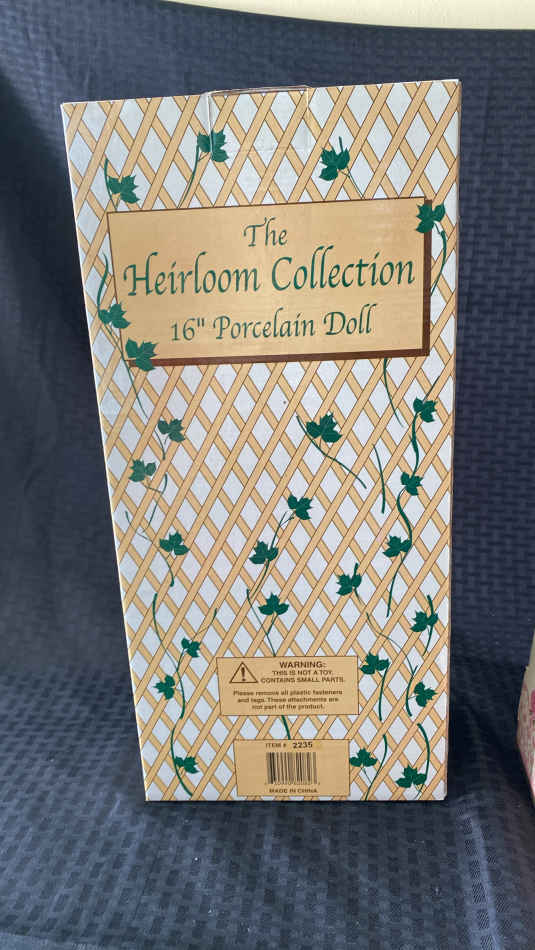 The
Heirloom Collection
16" Porcelain Doll
WARNING:
THIS IS NOT A TOY.
CONTAINS SMALL PARTS.
Please remove all plastic fasteners
and tags. These attachments are
not part of the product.
ITEM # 2235
MADE IN CHINA